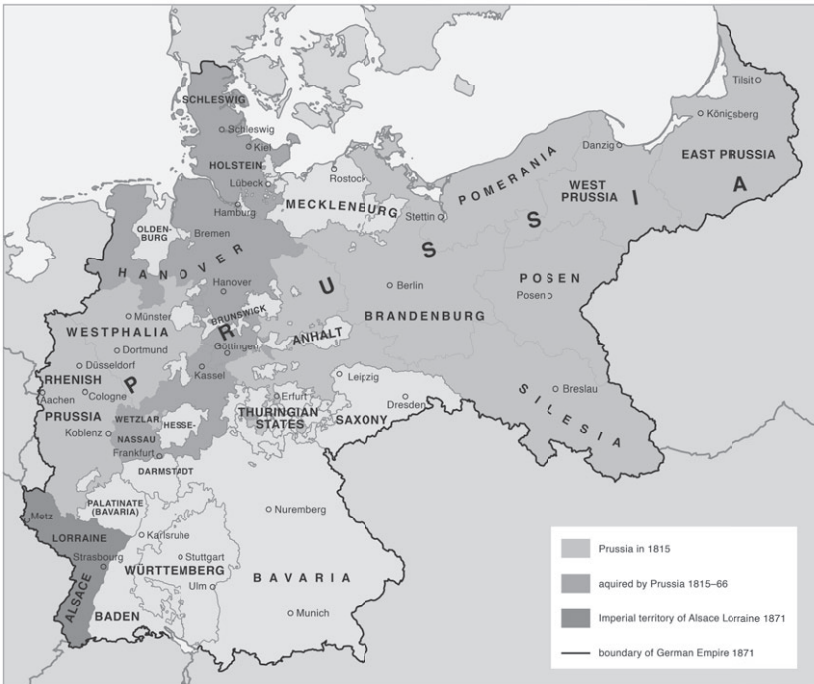 SCHLESWIG
Schleswig
Kiel
HOLSTEIN
Lübeck
Hamburg
Rostock
MECKLENBURG
Stettin
POMERANIA
Danzig
WEST
PRUSSIA
Tilsit
Königsberg
EAST PRUSSIA
PRUSSIA
OLDEN-
BURG
Bremen
HANOVER
Hanover
BRUNSWICK
Göttingen
Berlin
BRANDENBURG
POSEN
Posen
ANHALT
Münster
WESTPHALIA
Dortmund
Düsseldorf
RHENISH
Aachen
Cologne
PRUSSIA
Koblenz
Kassel
WETZLAR
NASSAU
HESSE-
Frankfurt
DARMSTADT
Erfurt
THURINGIAN
STATES
Leipzig
Dresden
SAXONY
Breslau
SILESIA
PALATINATE
(BAVARIA)
Metz
LORRAINE
Strasbourg
ALSACE
Karlsruhe
Stuttgart
WÜRTTEMBERG
Ulm
BADEN
Nuremberg
BAVARIA
Munich
Prussia in 1815
aquired by Prussia 1815–66
Imperial territory of Alsace Lorraine 1871
boundary of German Empire 1871